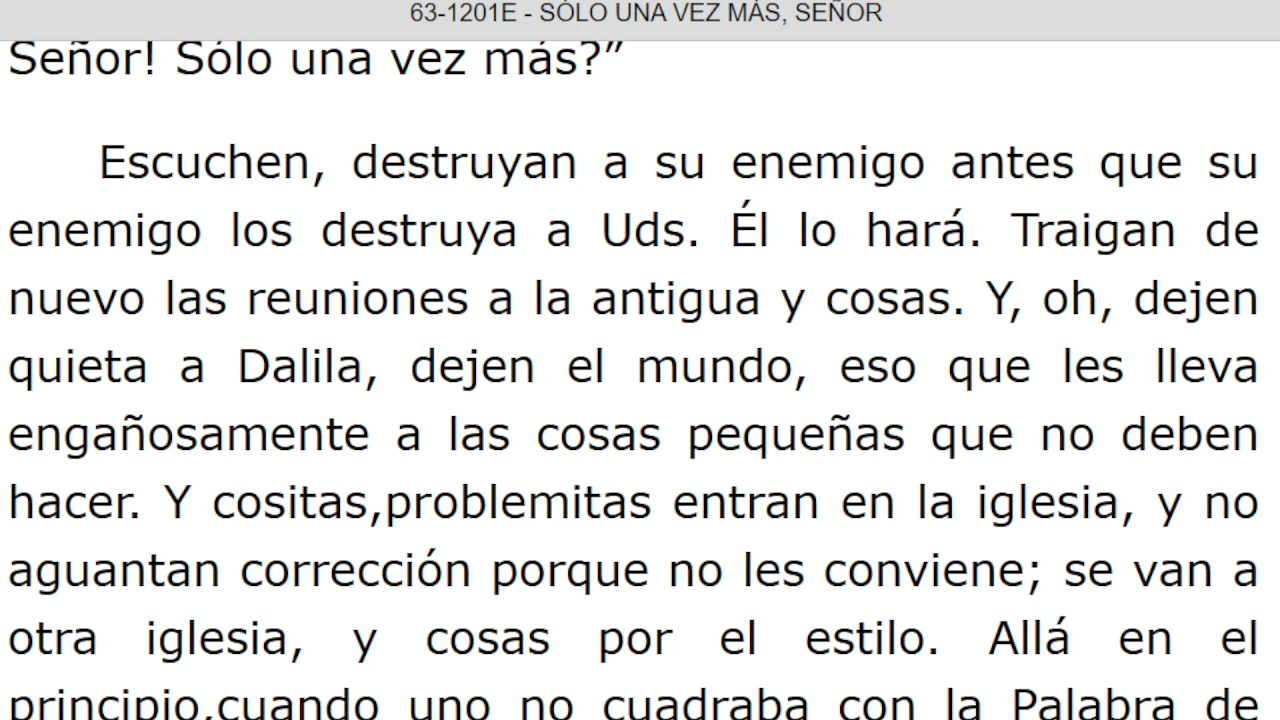 63-1201E - SÓLO UNA VEZ MÁS, SEÑOR
Señor! Sólo una vez más?”
Escuchen, destruyan a su enemigo antes que su
enemigo los destruya a Uds. Él lo hará. Traigan de
nuevo las reuniones a la antigua y cosas. Y, oh, dejen
quieta a Dalila, dejen el mundo, eso que les lleva
engañosamente a las cosas pequeñas que no deben
hacer. Y cositas,problemitas entran en la iglesia, y no
aguantan corrección porque no les conviene; se van a
otra iglesia, y cosas por el estilo. Allá en el
principio,cuando uno no cuadraba con la Palabra de